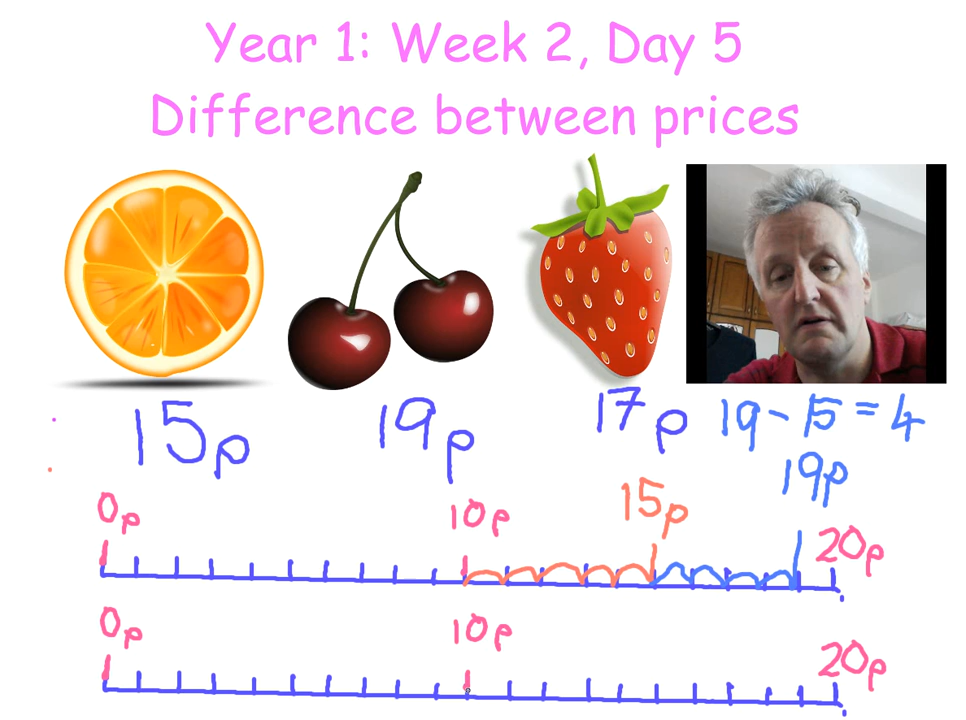 Year 1: Week 2, Day 5
Difference between prices
15p 19p 17p 19 - 15 = 4
19p
15p
0p 10p 20p
0p 10p 20p